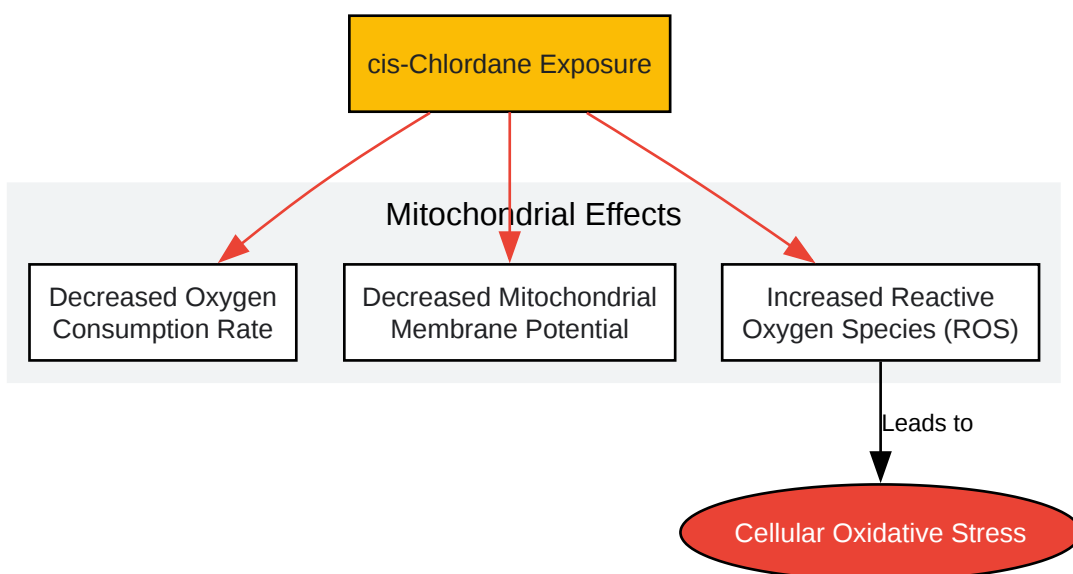 cis-Chlordane Exposure
Mitochondrial Effects
Decreased Oxygen
Consumption Rate
Decreased Mitochondrial
Membrane Potential
Increased Reactive
Oxygen Species (ROS)
Leads to
Cellular Oxidative Stress